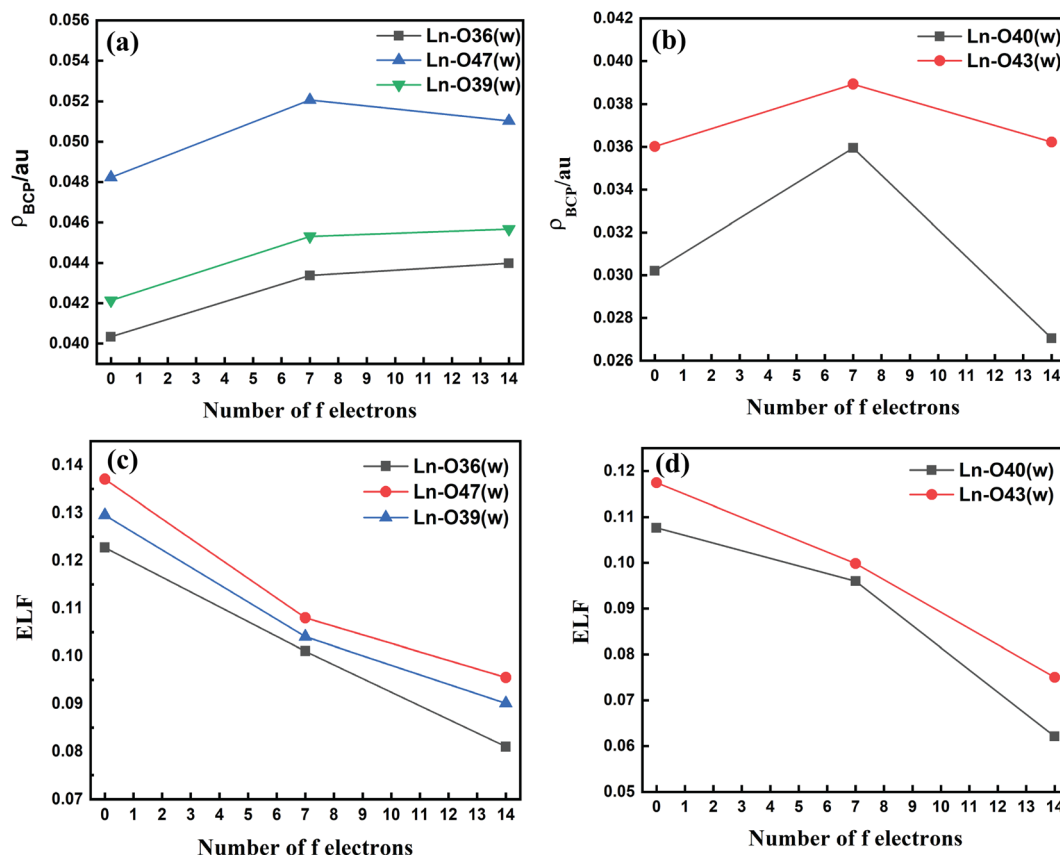 (a)
Ln-O36(w)
Ln-O47(w)
Ln-O39(w)
0.056
0.054
0.052
0.050
0.048
0.046
0.044
0.042
0.040
ρBCP/au
0 1 2 3 4 5 6 7 8 9 10 11 12 13 14
Number of f electrons
(b)
Ln-O40(w)
Ln-O43(w)
0.042
0.040
0.038
0.036
0.034
0.032
0.030
0.028
0.026
ρBCP/au
0 1 2 3 4 5 6 7 8 9 10 11 12 13 14
Number of f electrons
(c)
Ln-O36(w)
Ln-O47(w)
Ln-O39(w)
0.14
0.13
0.12
0.11
0.10
0.09
0.08
0.07
ELF
0 1 2 3 4 5 6 7 8 9 10 11 12 13 14
Number of f electrons
(d)
Ln-O40(w)
Ln-O43(w)
0.12
0.11
0.10
0.09
0.08
0.07
0.06
0.05
ELF
0 1 2 3 4 5 6 7 8 9 10 11 12 13 14
Number of f electrons